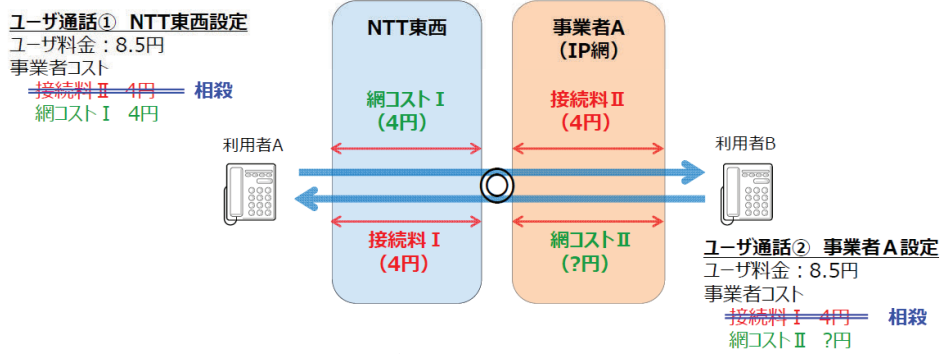 ユーザ通話① NTT東西設定
ユーザ料金：8.5円
事業者コスト
接続料Ⅱ 4円 相殺
網コストⅠ 4円
NTT東西
事業者A
(IP網)
網コストⅠ
(4円)
接続料Ⅱ
(4円)
利用者A
利用者B
接続料Ⅰ
(4円)
網コストⅡ
(?円)
ユーザ通話② 事業者A設定
ユーザ料金：8.5円
事業者コスト
接続料Ⅰ 4円 相殺
網コストⅡ ?円